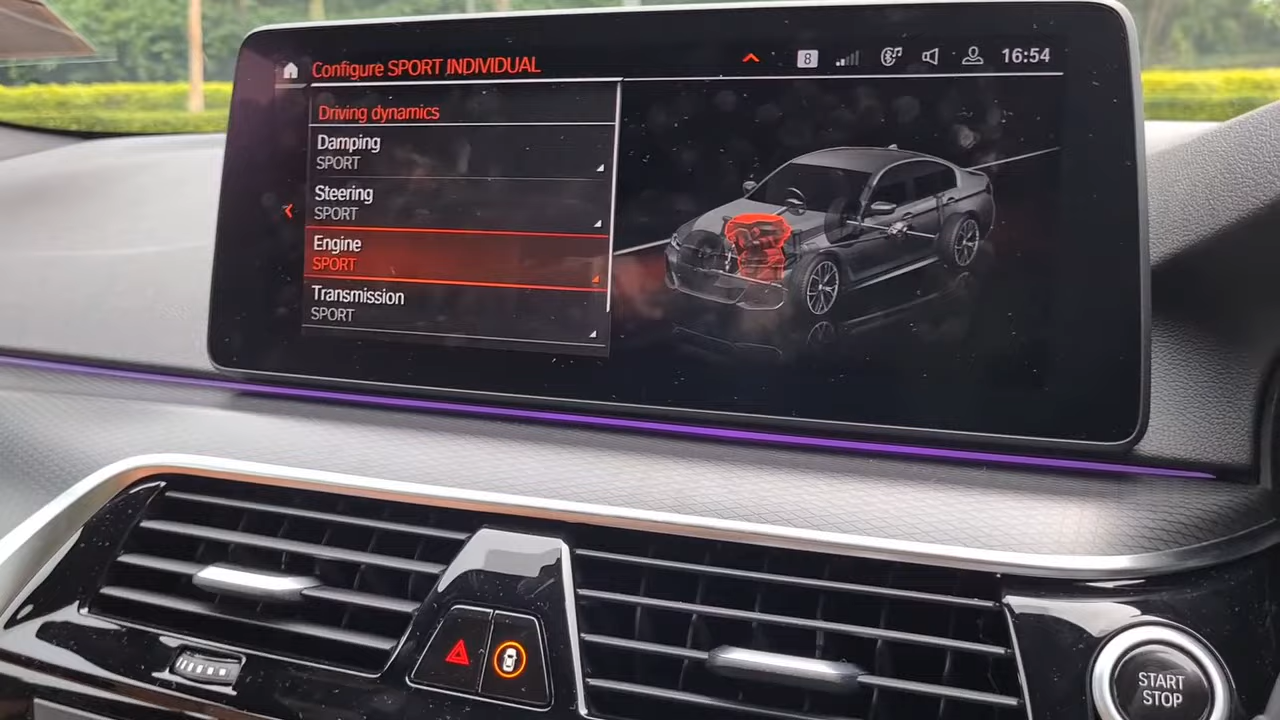 Configure SPORT INDIVIDUAL
8
16:54
Driving dynamics
Damping
SPORT
Steering
SPORT
Engine
SPORT
Transmission
SPORT
START
STOP